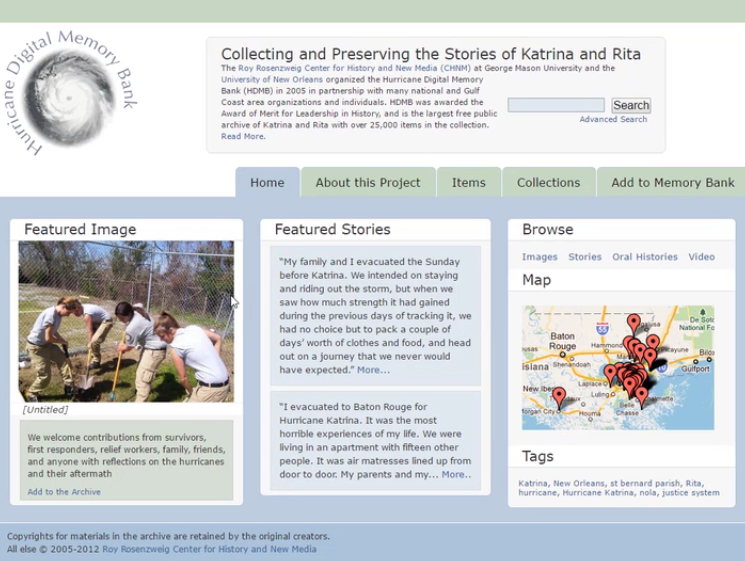 Hurricane Digital Memory Bank
Collecting and Preserving the Stories of Katrina and Rita
The Roy Rosenzweig Center for History and New Media (CHNM) at George Mason University and the
University of New Orleans organized the Hurricane Digital Memory
Bank (HDMB) in 2005 in partnership with many national and Gulf
Coast area organizations and individuals. HDMB was awarded the
Award of Merit for Leadership in History, and is the largest free public
archive of Katrina and Rita with over 25,000 items in the collection.
Read More.
Search
Advanced Search
Home About this Project Items Collections Add to Memory Bank
Featured Image
[Untitled]
We welcome contributions from survivors,
first responders, relief workers, family, friends,
and anyone with reflections on the hurricanes
and their aftermath
Add to the Archive
Featured Stories
"My family and I evacuated the Sunday
before Katrina. We intended on staying
and riding out the storm, but when we
saw how much strength it had gained
during the previous days of tracking it, we
had no choice but to pack a couple of
days' worth of clothes and food, and head
out on a journey that we never would
have expected." More...
"I evacuated to Baton Rouge for
Hurricane Katrina. It was the most
horrible experiences of my life. We were
living in an apartment with fifteen other
people. It was air matresses lined up from
door to door. My parents and my... More..
Browse
Images Stories Oral Histories Video
Map
De Soto
National Fo
55
Baton
Rouge
Hammond
usas
Shenandoah
isiana
Gulfport
Laplace
New Iberi
Luling
organ City
Houma
Belle
Chasse
Tags
Katrina, New Orleans, st bernard parish, Rita,
hurricane, Hurricane Katrina, nola, justice system
Copyrights for materials in the archive are retained by the original creators.
All else © 2005-2012 Roy Rosenzweig Center for History and New Media